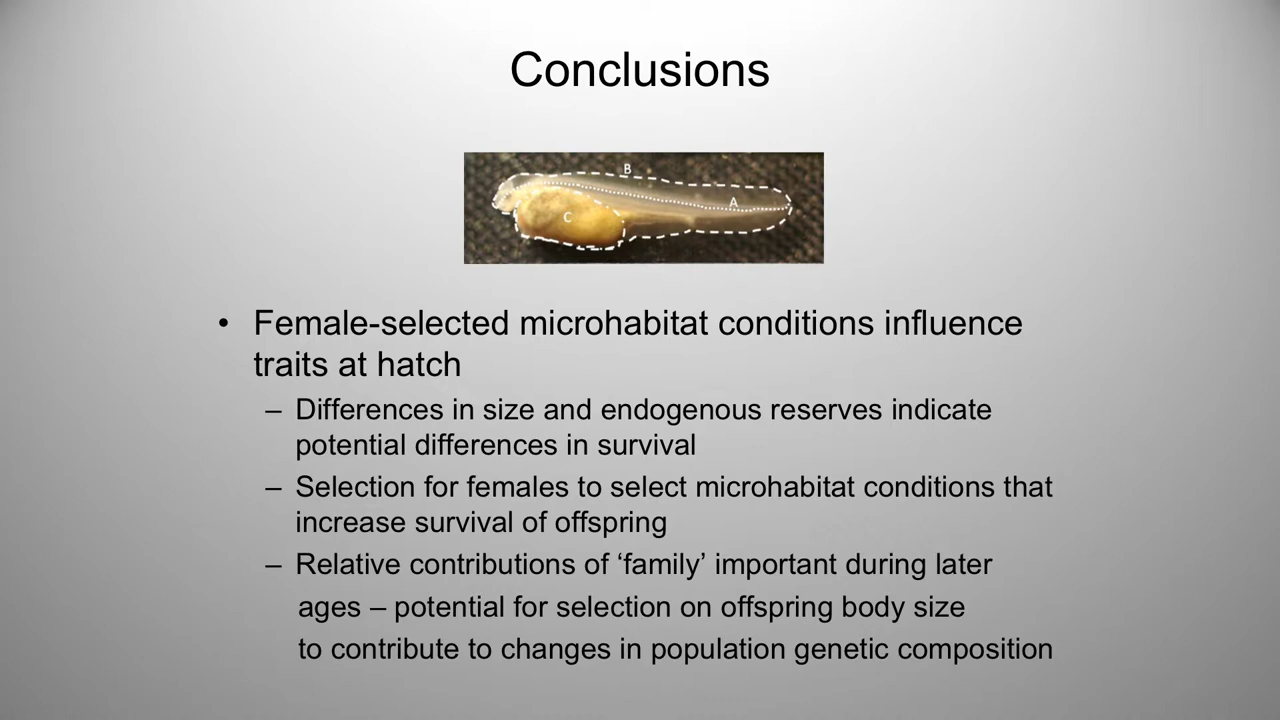 Conclusions
B
A
C
• Female-selected microhabitat conditions influence
traits at hatch
– Differences in size and endogenous reserves indicate
potential differences in survival
– Selection for females to select microhabitat conditions that
increase survival of offspring
– Relative contributions of ‘family’ important during later
ages – potential for selection on offspring body size
to contribute to changes in population genetic composition